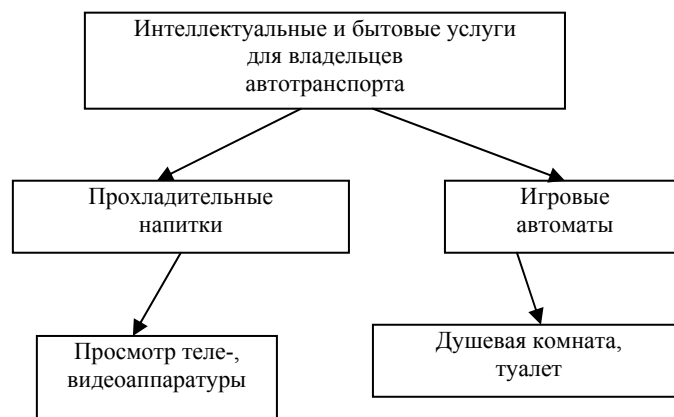 Интеллектуальные и бытовые услуги
для владельцев
автотранспорта
Прохладительные
напитки
Игровые
автоматы
Просмотр теле-,
видеоаппаратуры
Душевая комната,
туалет